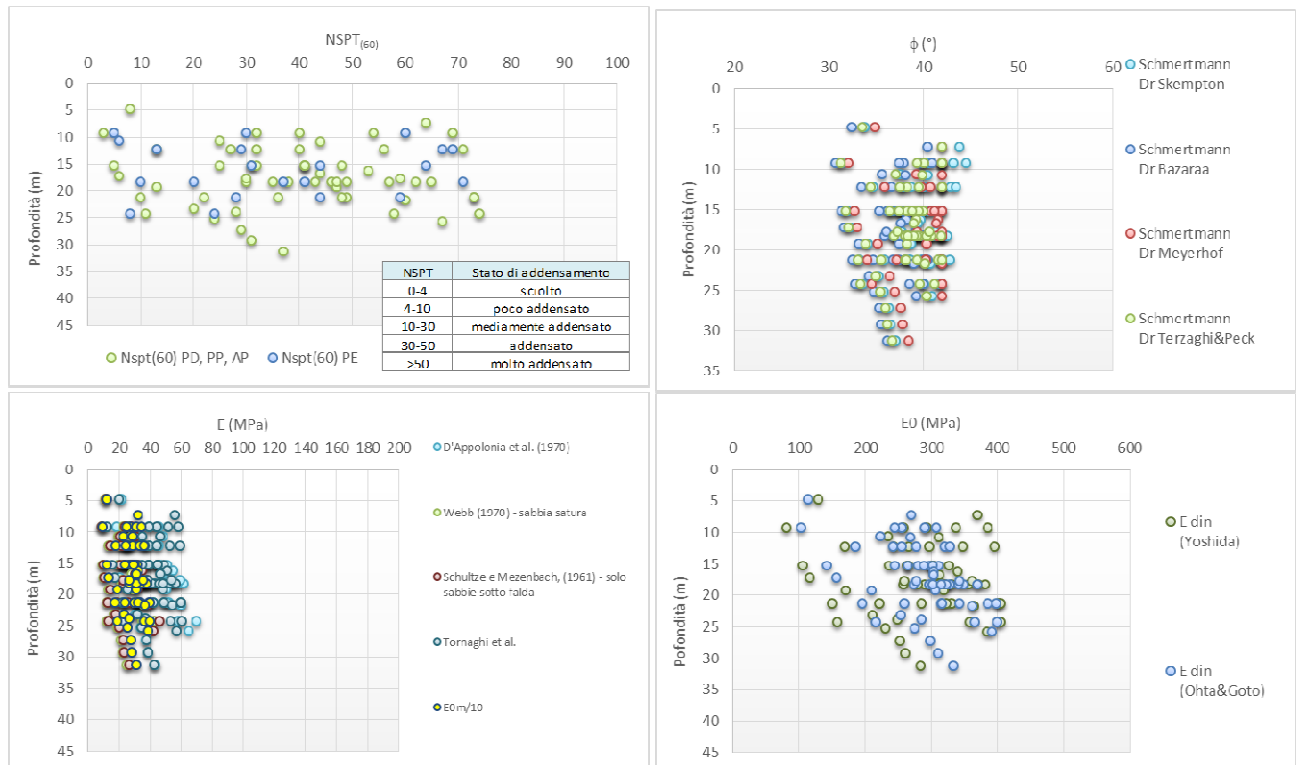 NSPT(60)
0 10 20 30 40 50 60 70 80 90 100
0
5
10
15
20
25
30
35
40
45
Profondità (m)
NSPT Stato di addensamento
0-4 sciolto
4-10 poco addensato
10-30 mediamente addensato
30-50 addensato
>50 molto addensato
Nspt(60) PD, PP, AP Nspt(60) PE
ϕ (°)
20 30 40 50 60
0
5
10
15
20
25
30
35
Profondità (m)
Schmertmann
Dr Skempton
Schmertmann
Dr Bazaraa
Schmertmann
Dr Meyerhof
Schmertmann
Dr Terzaghi&Peck
E (MPa)
0 20 40 60 80 100 120 140 160 180 200
0
5
10
15
20
25
30
35
40
45
Profondità (m)
D'Appolonia et al. (1970)
Webb (1970) - sabbia satura
Schultze e Mezenbach, (1961) - solo
sabbie sotto falda
Tornaghi et al.
E0m/10
E0 (MPa)
0 100 200 300 400 500 600
0
5
10
15
20
25
30
35
40
45
Pofondità (m)
E din
(Yoshida)
E din
(Ohta&Goto)